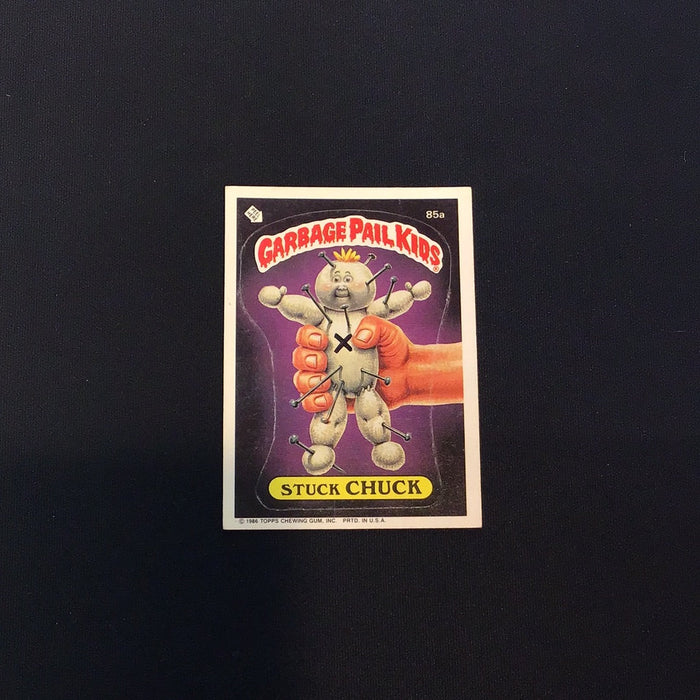 85a
GARBAGE PAIL KIDS®
X
STUCK CHUCK
© 1986 TOPPS CHEWING GUM, INC. PRTD. IN U.S.A.